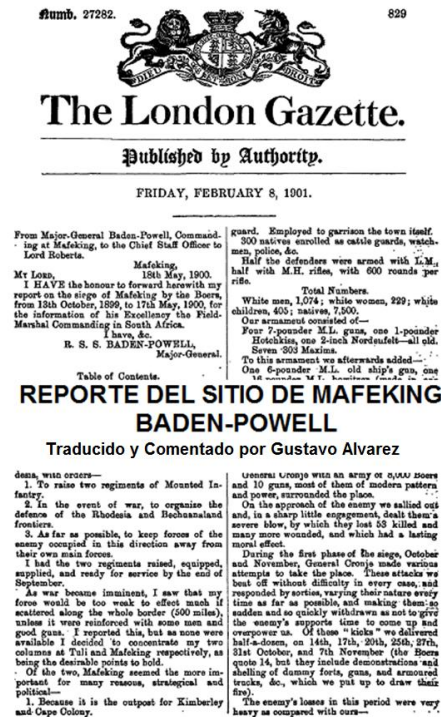 Numb. 27282.
829
DIEU ET MON DROIT
The London Gazette.
Published by Authority.
FRIDAY, FEBRUARY 8, 1901.
From Major-General Baden-Powell, Command-
ing at Mafeking, to the Chief Staff Officer to
Lord Roberts.
Mafeking,
MY LORD, 18th May, 1900.
I HAVE the honour to forward herewith my
report on the siege of Mafeking by the Boers,
from 13th October, 1899, to 17th May, 1900, for
the information of his Excellency the Field-
Marshal Commanding in South Africa.
I have, &c.
R. S. S. BADEN-POWELL,
Major-General.
Table of Contents.
guard. Employed to garrison the town itself.
300 natives enrolled as cattle guards, watch-
men, police, &c.
Half the defenders were armed with L.M.,
half with M.H. rifles, with 600 rounds per
rifle.
Total Numbers.
White men, 1,074; white women, 229; white
children, 405; natives, 7,500.
Our armament consisted of—
Four 7-pounder M.L. guns, one 1-pounder
Hotchkiss, one 2-inch Nordenfelt—all old.
Seven ·303 Maxims.
To this armament we afterwards added—
One 6-pounder M.L. old ship's gun, one
REPORTE DEL SITIO DE MAFEKING
BADEN-POWELL
Traducido y Comentado por Gustavo Alvarez
dema, with orders—
1. To raise two regiments of Mounted In-
fantry.
2. In the event of war, to organise the
defence of the Rhodesia and Bechuanaland
frontiers.
3. As far as possible, to keep forces of the
enemy occupied in this direction away from
their own main forces.
I had the two regiments raised, equipped,
supplied, and ready for service by the end of
September.
As war became imminent, I saw that my
force would be too weak to effect much if
scattered along the whole border (500 miles),
unless it were reinforced with some men and
good guns. I reported this, but as none were
available I decided to concentrate my two
columns at Tuli and Mafeking respectively, as
being the desirable points to hold.
Of the two, Mafeking seemed the more im-
portant for many reasons, strategical and
political—
1. Because it is the outpost for Kimberley
and Cape Colony.
General Cronje with an army of 8,000 Boers
and 10 guns, most of them of modern pattern
and power, surrounded the place.
On the approach of the enemy we sallied out
and, in a sharp little engagement, dealt them a
severe blow, by which they lost 53 killed and
many more wounded, and which had a lasting
moral effect.
During the first phase of the siege, October
and November, General Cronje made various
attempts to take the place. These attacks we
beat off without difficulty in every case, and
responded by sorties, varying their nature every
time as far as possible, and making them so
sudden and so quickly withdrawn as not to give
the enemy's supports time to come up and
overpower us. Of these "kicks" we delivered
half-a-dozen, on 14th, 17th, 20th, 25th, 27th,
31st October, and 7th November (the Boers
quote 14, but they include demonstrations and
shelling of dummy forts, guns, and armoured
trucks, &c., which we put up to draw their
fire).
The enemy's losses in this period were very
heavy as compared with ours—